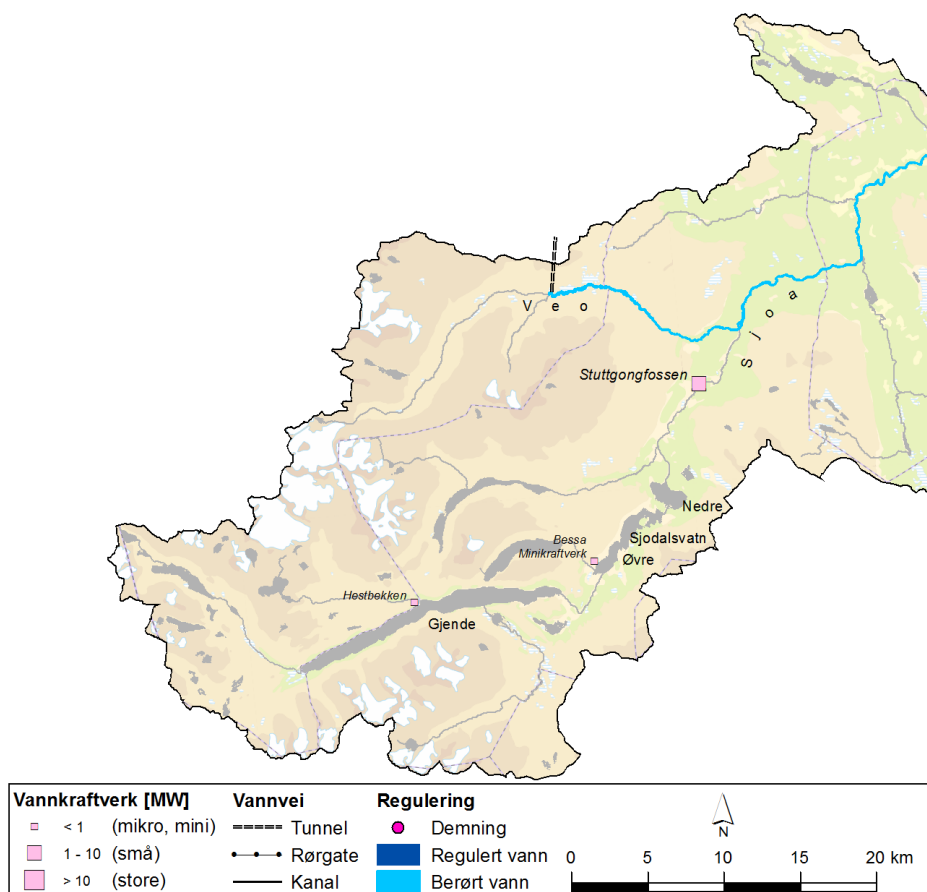 V e o
S j o a
Stuttgongfossen
Nedre
Sjodalsvatn
Øvre
Bessa
Minikraftverk
Hestbekken
Gjende
Vannkraftverk [MW]
< 1 (mikro, mini)
1 - 10 (små)
> 10 (store)
Vannvei
Tunnel
Rørgate
Kanal
Regulering
Demning
Regulert vann
Berørt vann
N
0 5 10 15 20 km